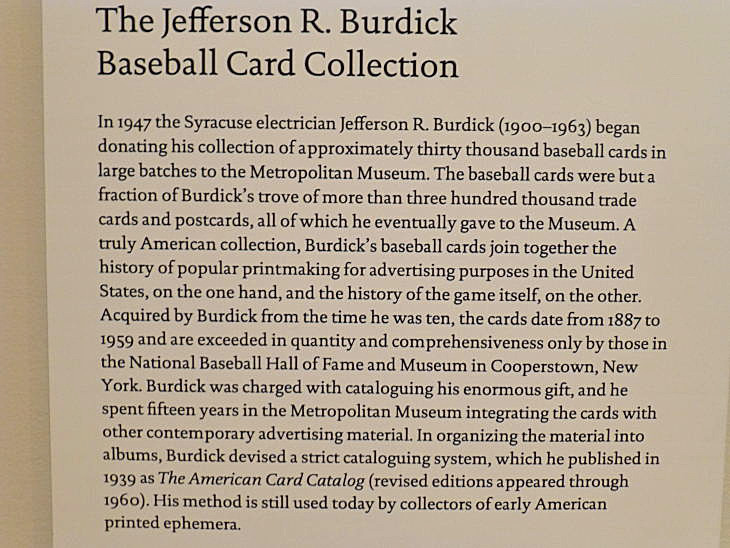 The Jefferson R. Burdick
Baseball Card Collection
In 1947 the Syracuse electrician Jefferson R. Burdick (1900–1963) began
donating his collection of approximately thirty thousand baseball cards in
large batches to the Metropolitan Museum. The baseball cards were but a
fraction of Burdick's trove of more than three hundred thousand trade
cards and postcards, all of which he eventually gave to the Museum. A
truly American collection, Burdick's baseball cards join together the
history of popular printmaking for advertising purposes in the United
States, on the one hand, and the history of the game itself, on the other.
Acquired by Burdick from the time he was ten, the cards date from 1887 to
1959 and are exceeded in quantity and comprehensiveness only by those in
the National Baseball Hall of Fame and Museum in Cooperstown, New
York. Burdick was charged with cataloguing his enormous gift, and he
spent fifteen years in the Metropolitan Museum integrating the cards with
other contemporary advertising material. In organizing the material into
albums, Burdick devised a strict cataloguing system, which he published in
1939 as The American Card Catalog (revised editions appeared through
1960). His method is still used today by collectors of early American
printed ephemera.